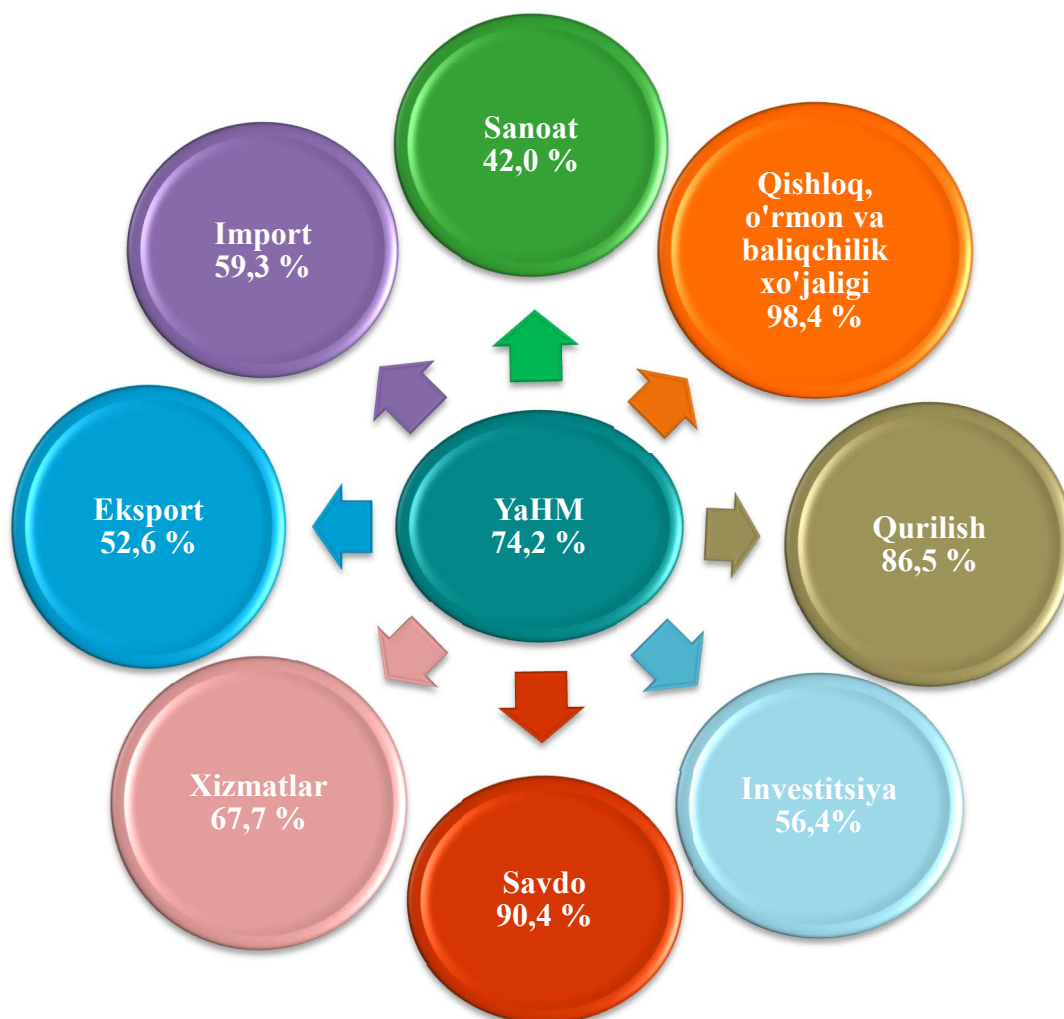 Sanoat
42,0 %
Qishloq,
o'rmon va
baliqchilik
xo'jaligi
98,4 %
Import
59,3 %
Eksport
52,6 %
YaHM
74,2 %
Qurilish
86,5 %
Xizmatlar
67,7 %
Investitsiya
56,4%
Savdo
90,4 %